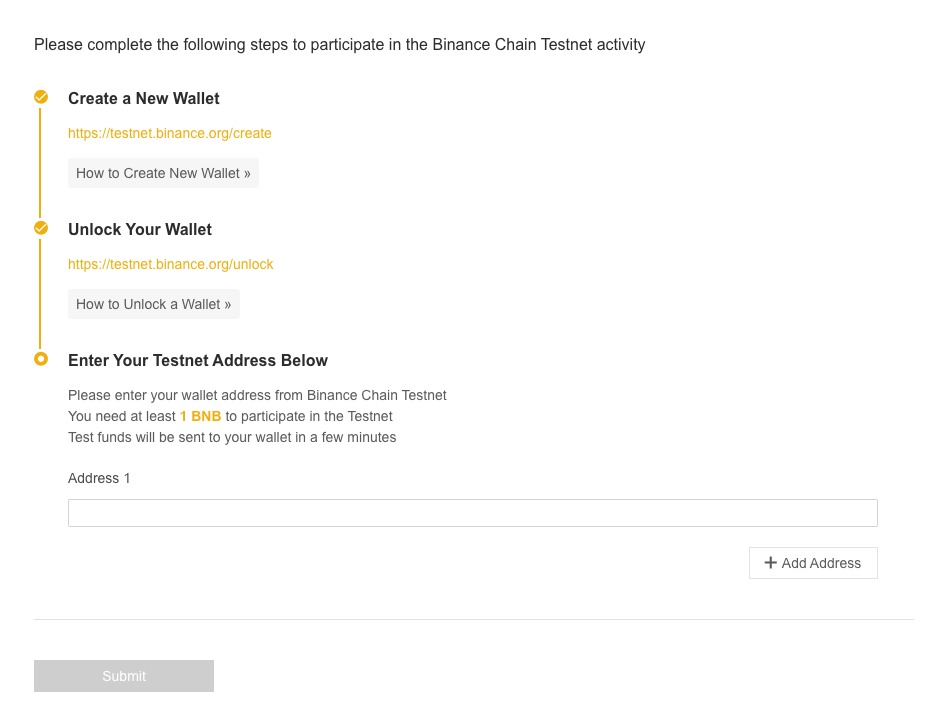 Please complete the following steps to participate in the Binance Chain Testnet activity
Create a New Wallet
https://testnet.binance.org/create
How to Create New Wallet »
Unlock Your Wallet
https://testnet.binance.org/unlock
How to Unlock a Wallet »
Enter Your Testnet Address Below
Please enter your wallet address from Binance Chain Testnet
You need at least 1 BNB to participate in the Testnet
Test funds will be sent to your wallet in a few minutes
Address 1
+ Add Address
Submit